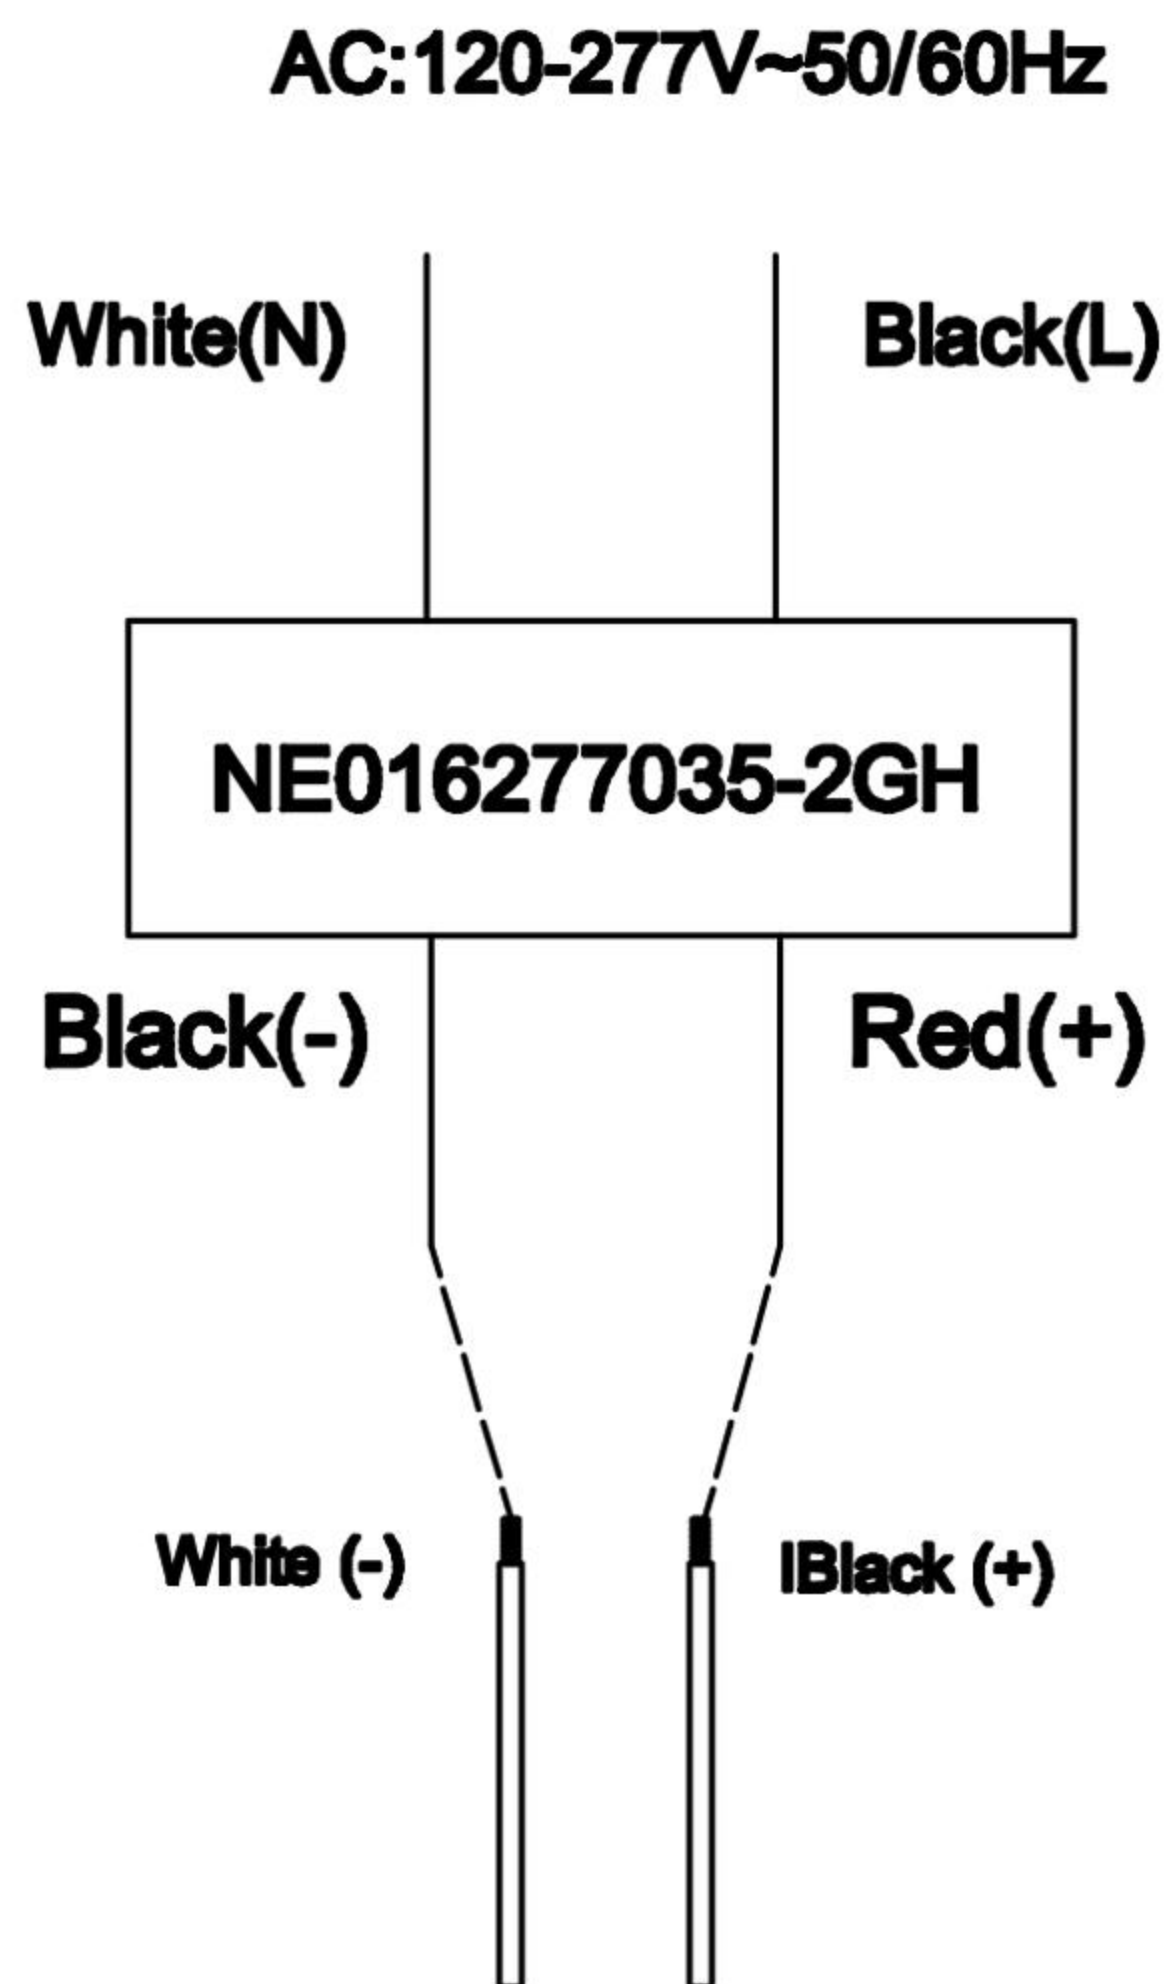 AC:120-277V~50/60Hz
White(N)
Black(L)
NE016277035-2GH
Black(-)
Red(+)
White (-)
IBlack (+)